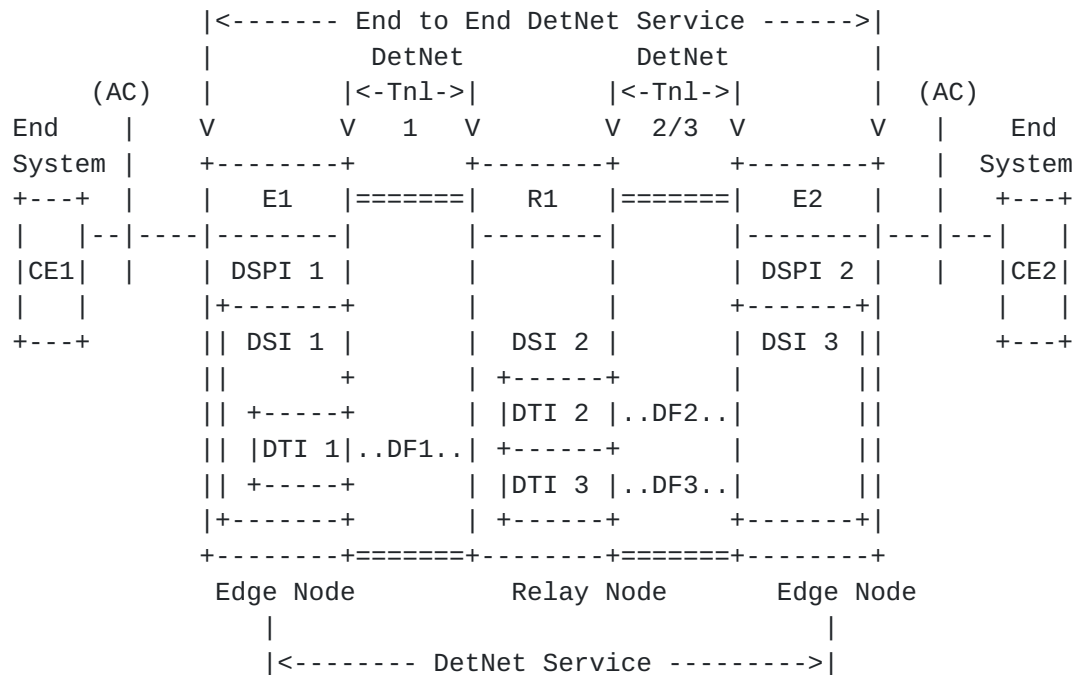 |<------- End to End DetNet Service ------>|
|         DetNet           DetNet          |
(AC)   |        |<-Tnl->|        |<-Tnl->|        |  (AC)
End    |    V        V   1   V        V  2/3  V        V   |    End
System |    +--------+       +--------+       +--------+   |  System
+---+  |    |   E1   |=======|   R1   |=======|   E2   |   |   +---+
|   |--|----|--------|       |--------|       |--------|---|---|   |
|CE1|  |    | DSPI 1 |       |        |       | DSPI 2 |   |   |CE2|
|   |       |+-------+       |        |       +-------+|       |   |
+---+       || DSI 1 |       |  DSI 2 |       | DSI 3 ||       +---+
||       +       | +------+       |       ||
|| +-----+       | |DTI 2 |..DF2..|       ||
|| |DTI 1|..DF1..| +------+       |       ||
|| +-----+       | |DTI 3 |..DF3..|       ||
|+-------+       | +------+       +-------+|
+--------+=======+--------+=======+--------+
Edge Node          Relay Node       Edge Node
|                                   |
|<-------- DetNet Service --------->|